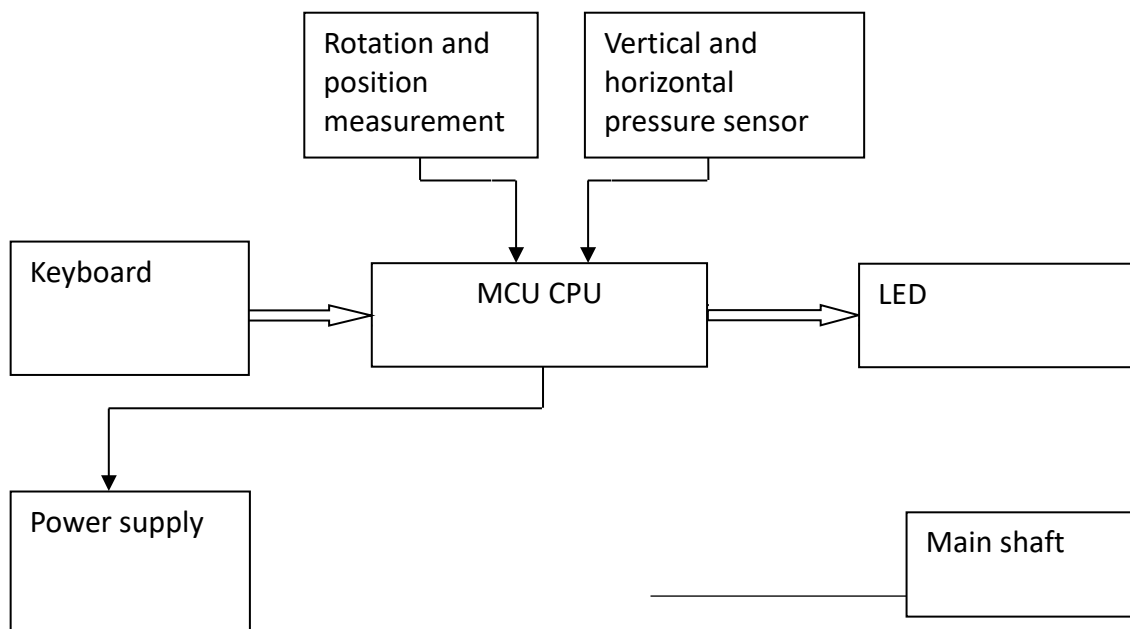 Rotation and
position
measurement
Vertical and
horizontal
pressure sensor
Keyboard
MCU CPU
LED
Power supply
Main shaft